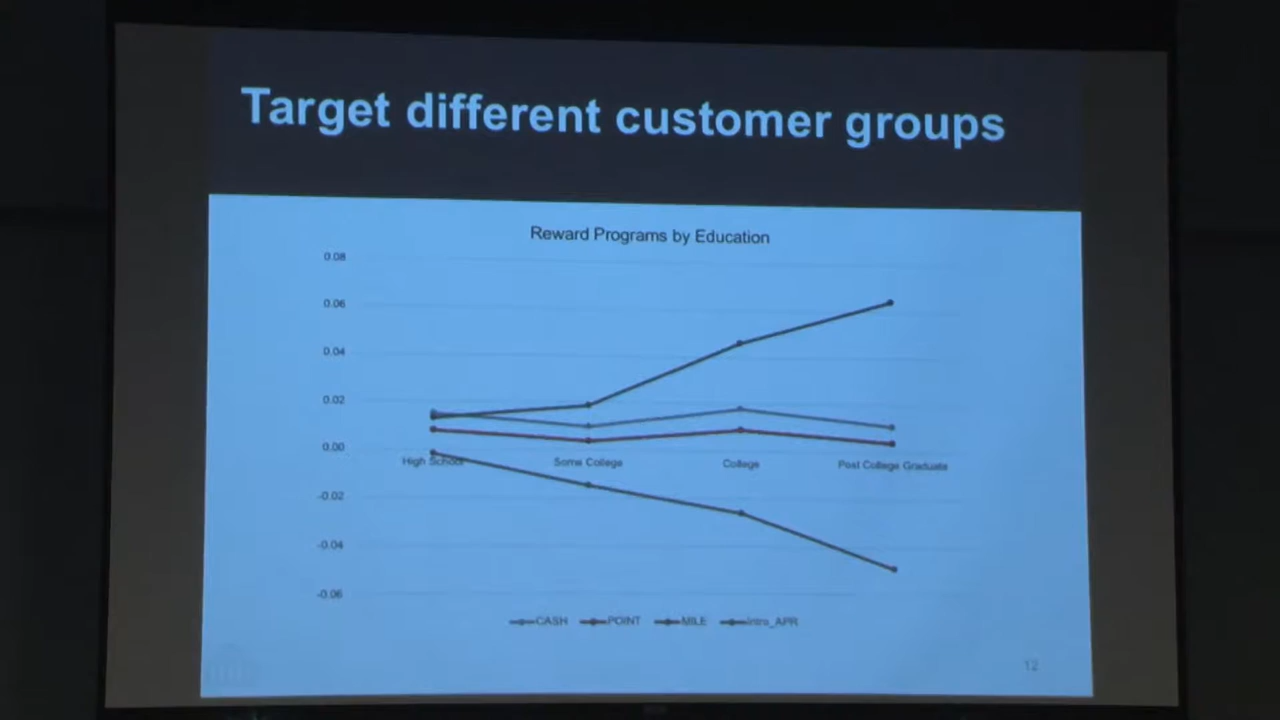 Target different customer groups
Reward Programs by Education
0.08
0.06
0.04
0.02
0.00
High School Some College College Post College Graduate
-0.02
-0.04
-0.06
CASH POINT MILE Intro_APR
12